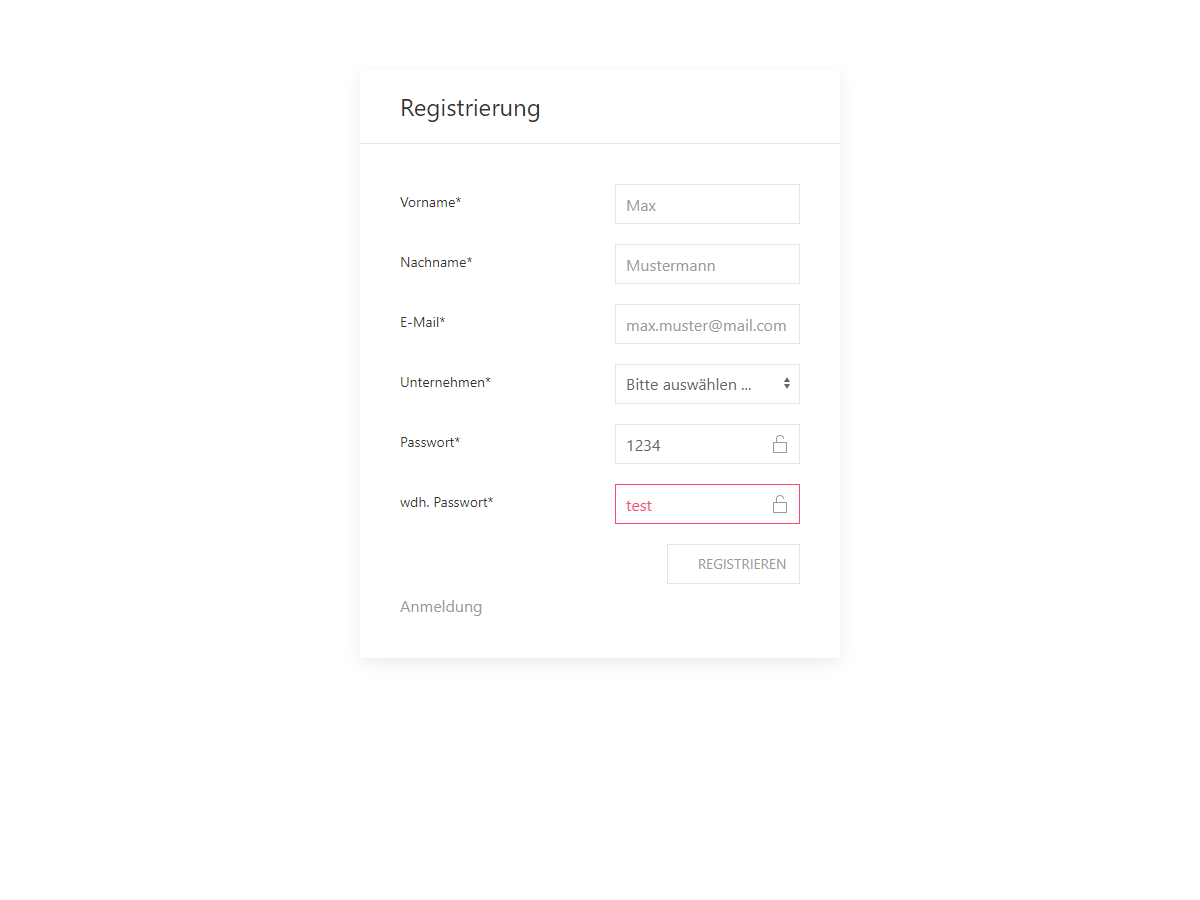 Registrierung
Vorname* Max
Nachname* Mustermann
E-Mail* max.muster@mail.com
Unternehmen* Bitte auswählen ...
Passwort* 1234
wdh. Passwort* test
REGISTRIEREN
Anmeldung